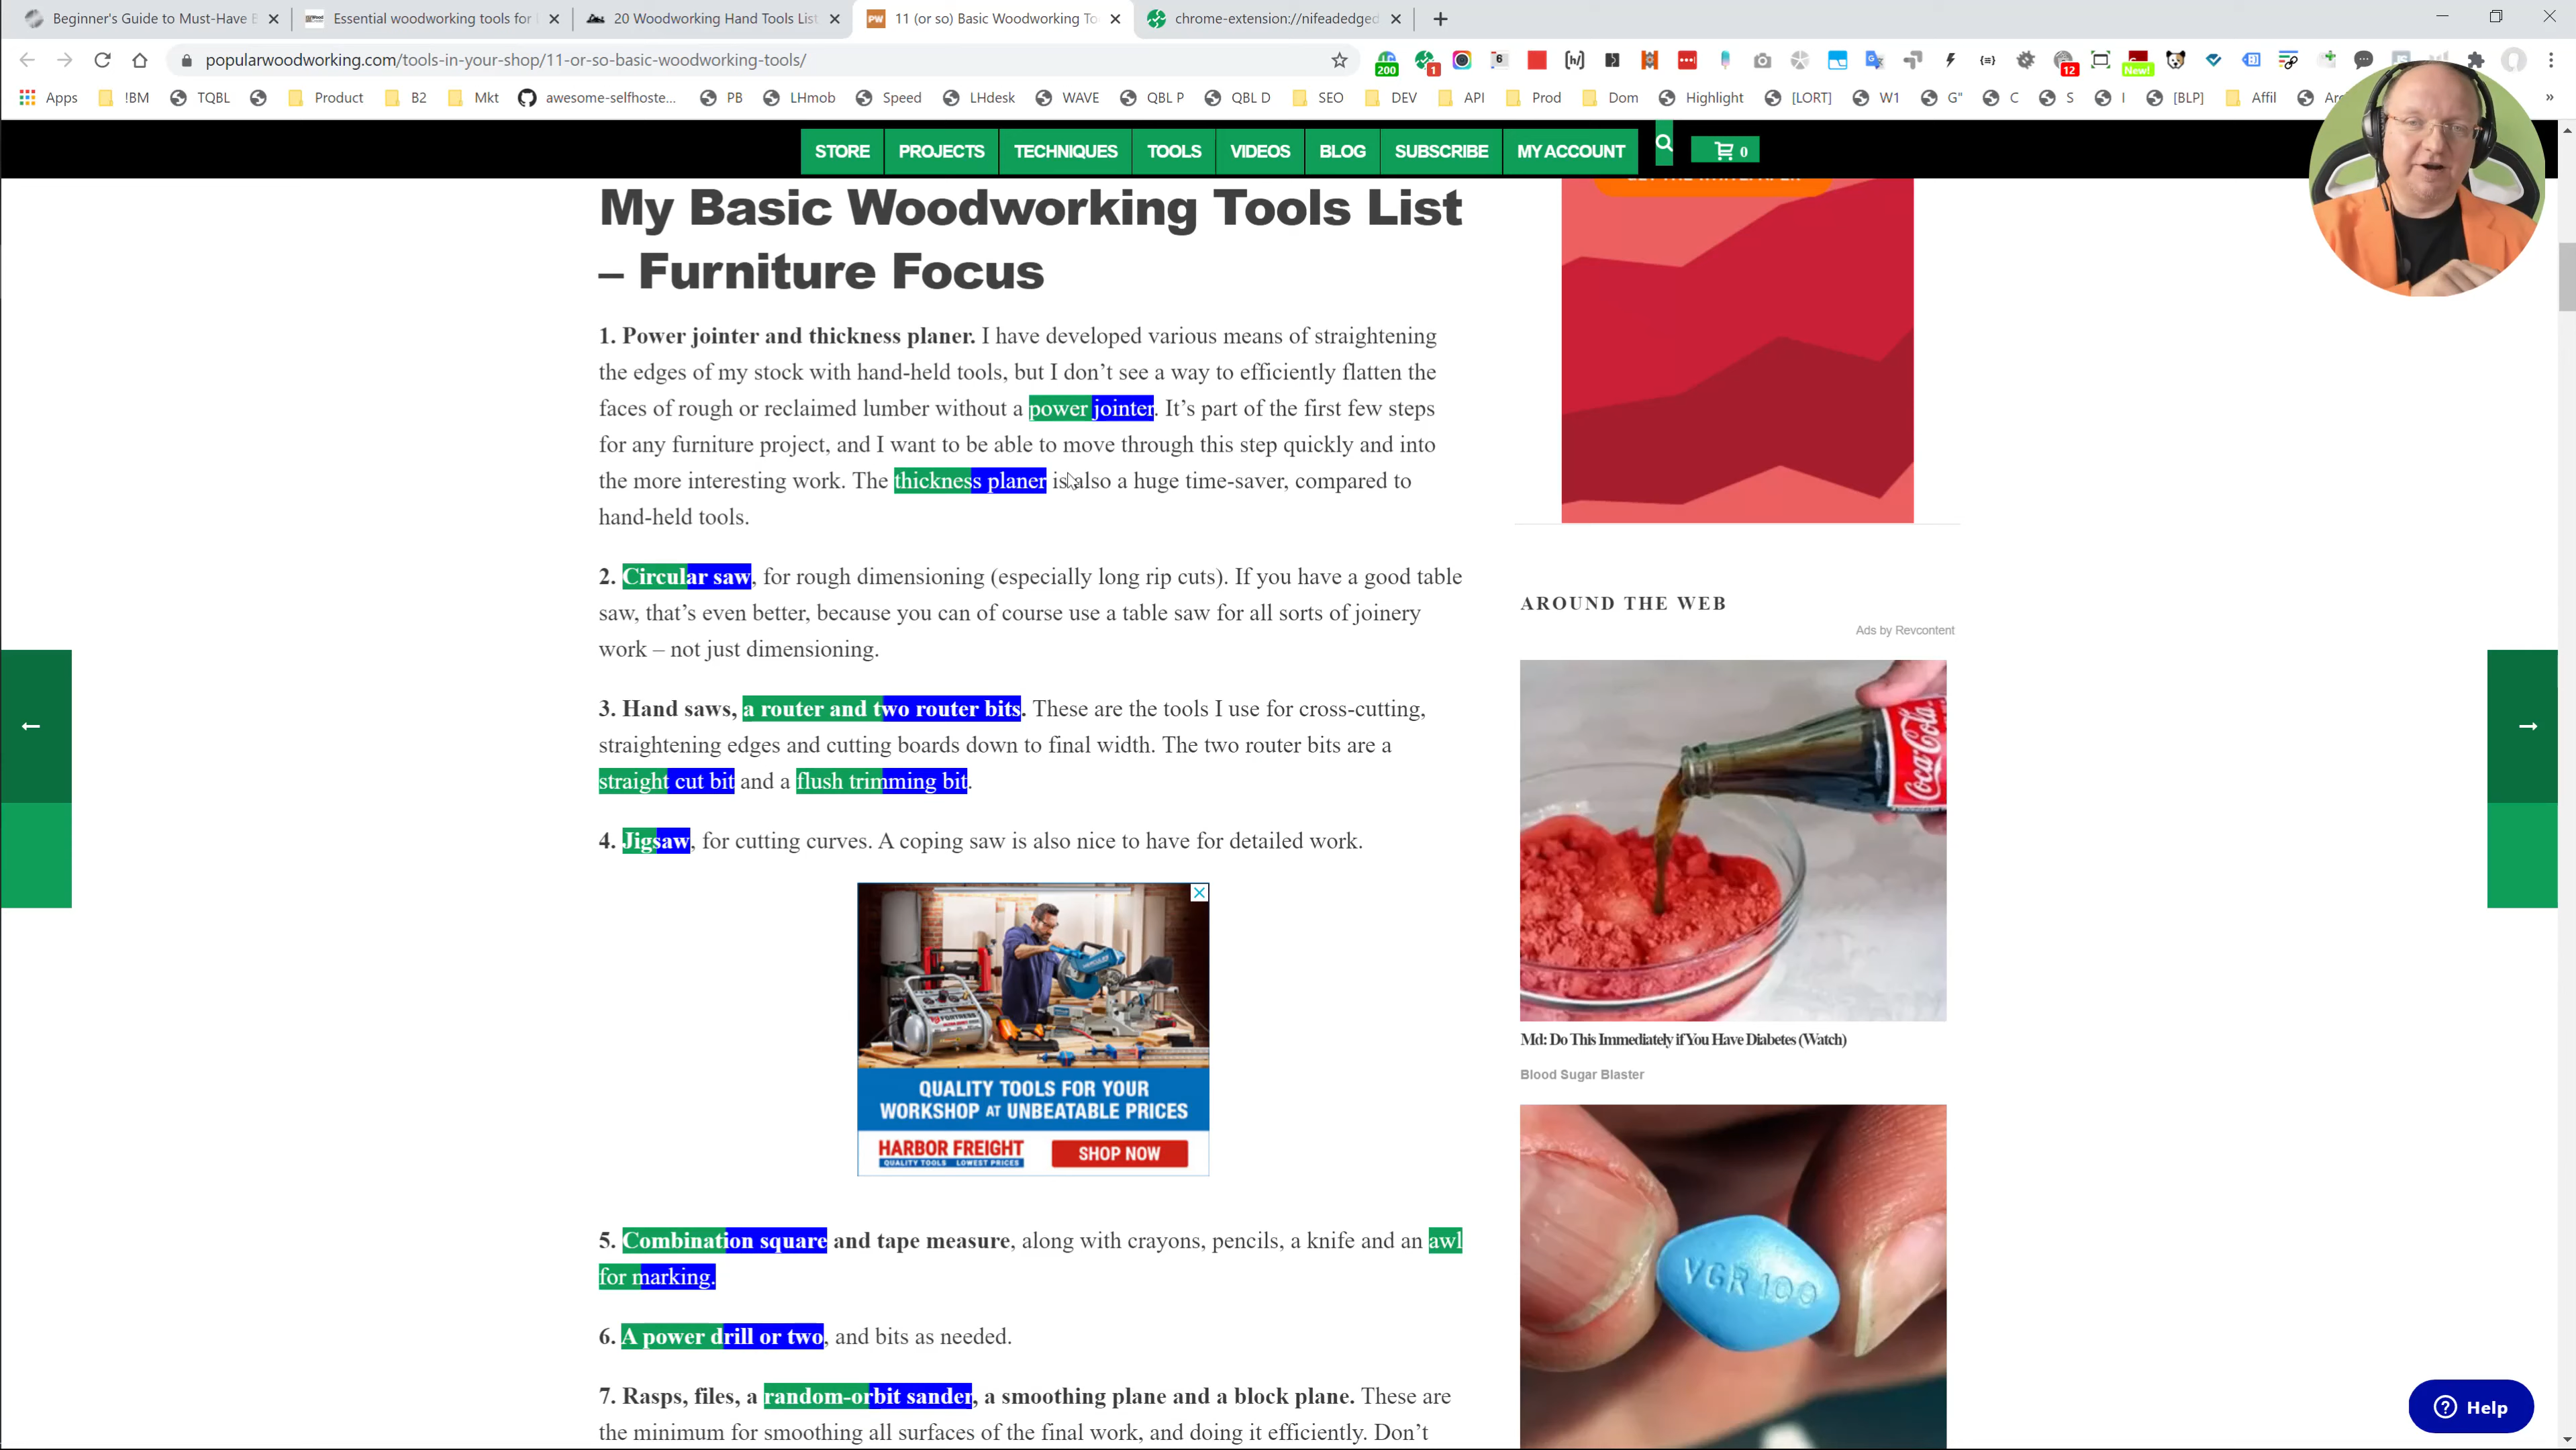 Beginner's Guide to Must-Have
Essential woodworking tools for
20 Woodworking Hand Tools List
PW
11 (or so) Basic Woodworking To
chrome-extension://nifeadedged
popularwoodworking.com/tools-in-your-shop/11-or-so-basic-woodworking-tools/
200
1
6
12
New!
Apps
!BM
TQBL
Product
B2
Mkt
awesome-selfhoste...
PB
LHmob
Speed
LHdesk
WAVE
QBL P
QBL D
SEO
DEV
API
Prod
Dom
Highlight
[LORT]
W1
G"
C
S
I
[BLP]
Affil
»
STORE
PROJECTS
TECHNIQUES
TOOLS
VIDEOS
BLOG
SUBSCRIBE
MY ACCOUNT
0
My Basic Woodworking Tools List
– Furniture Focus
1. Power jointer and thickness planer. I have developed various means of straightening
the edges of my stock with hand-held tools, but I don't see a way to efficiently flatten the
faces of rough or reclaimed lumber without a power jointer. It's part of the first few steps
for any furniture project, and I want to be able to move through this step quickly and into
the more interesting work. The thickness planer is also a huge time-saver, compared to
hand-held tools.
2. Circular saw, for rough dimensioning (especially long rip cuts). If you have a good table
saw, that's even better, because you can of course use a table saw for all sorts of joinery
work – not just dimensioning.
3. Hand saws, a router and two router bits. These are the tools I use for cross-cutting,
straightening edges and cutting boards down to final width. The two router bits are a
straight cut bit and a flush trimming bit.
4. Jigsaw, for cutting curves. A coping saw is also nice to have for detailed work.
QUALITY TOOLS FOR YOUR
WORKSHOP AT UNBEATABLE PRICES
HARBOR FREIGHT
QUALITY TOOLS LOWEST PRICES
SHOP NOW
5. Combination square and tape measure, along with crayons, pencils, a knife and an awl
for marking.
6. A power drill or two, and bits as needed.
7. Rasps, files, a random-orbit sander, a smoothing plane and a block plane. These are
the minimum for smoothing all surfaces of the final work, and doing it efficiently. Don't
AROUND THE WEB
Ads by Revcontent
Coca-Cola
Md: Do This Immediately if You Have Diabetes (Watch)
Blood Sugar Blaster
VGR 100
Help